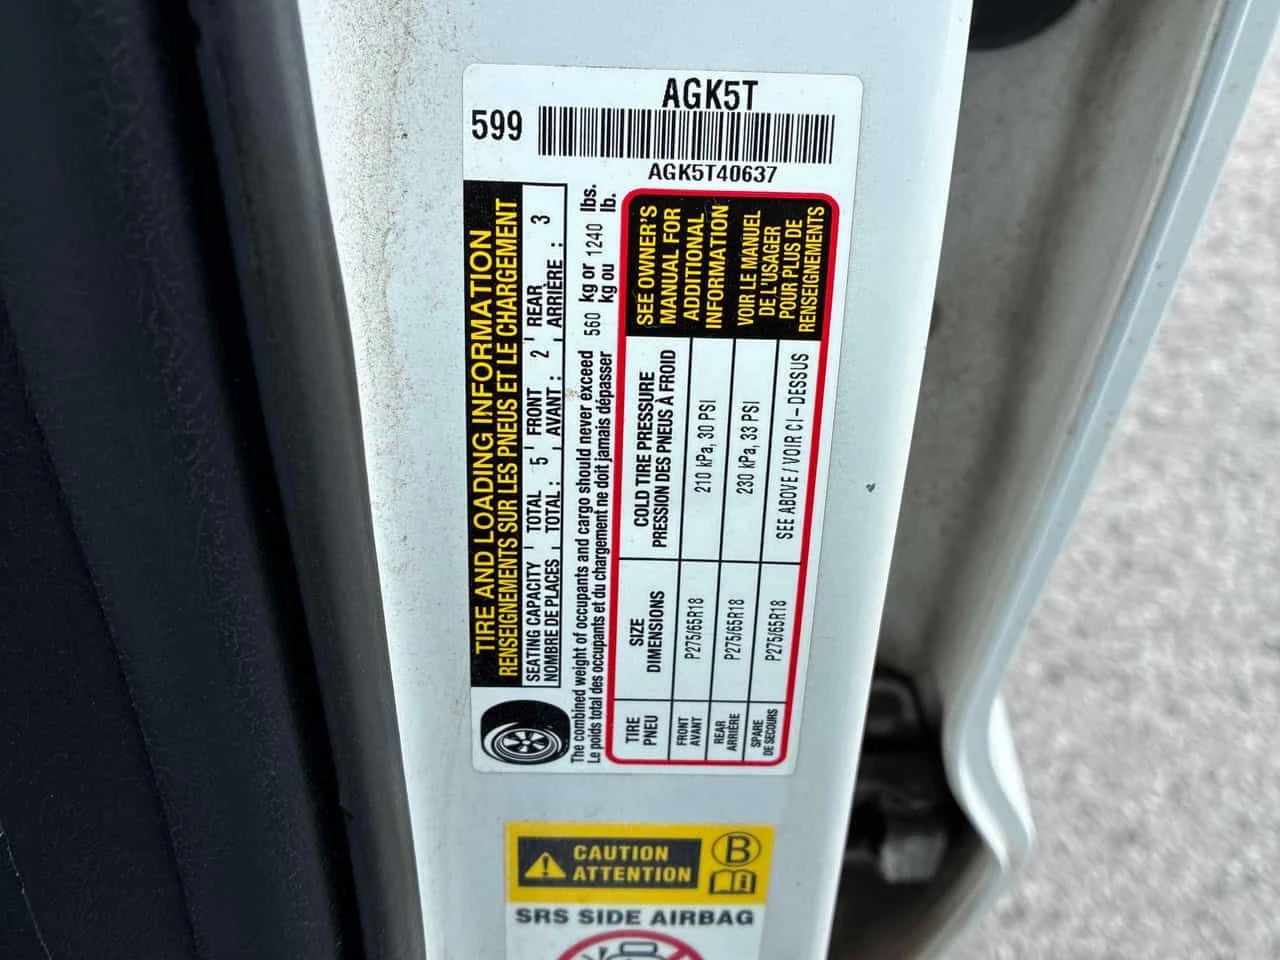 AGK5T
599
AGK5T40637
TIRE AND LOADING INFORMATION
RENSEIGNEMENTS SUR LES PNEUS ET LE CHARGEMENT
SEATING CAPACITY TOTAL 5 FRONT 2 REAR 3
NOMBRE DE PLACES TOTAL: AVANT: ARRIÈRE:
The combined weight of occupants and cargo should never exceed 560 kg or 1240 lbs.
Le poids total des occupants et du chargement ne doit jamais dépasser kg ou lb.
TIRE SIZE COLD TIRE PRESSURE
PNEU DIMENSIONS PRESSION DES PNEUS À FROID
FRONT
AVANT P275/65R18 210 kPa, 30 PSI
REAR
ARRIÈRE P275/65R18 230 kPa, 33 PSI
SPARE
DE SECOURS P275/65R18 SEE ABOVE / VOIR CI-DESSUS
SEE OWNER'S
MANUAL FOR
ADDITIONAL
INFORMATION
VOIR LE MANUEL
DE L'USAGER
POUR PLUS DE
RENSEIGNEMENTS
CAUTION
ATTENTION
B
i
SRS SIDE AIRBAG